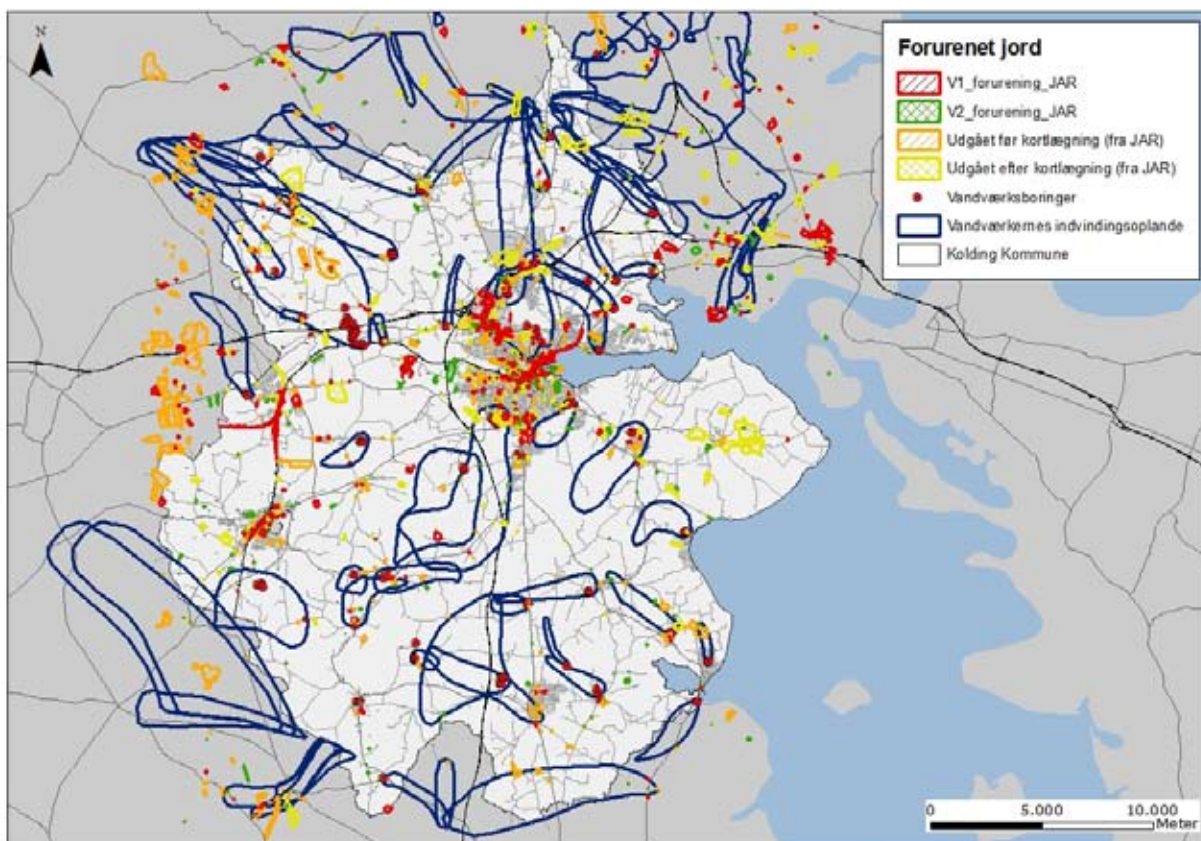 N
Forurenet jord
V1_forurening_JAR
V2_forurening_JAR
Udgået før kortlægning (fra JAR)
Udgået efter kortlægning (fra JAR)
Vandværksboringer
Vandværkernes indvindingsoplande
Kolding Kommune
0 5.000 10.000
Meter